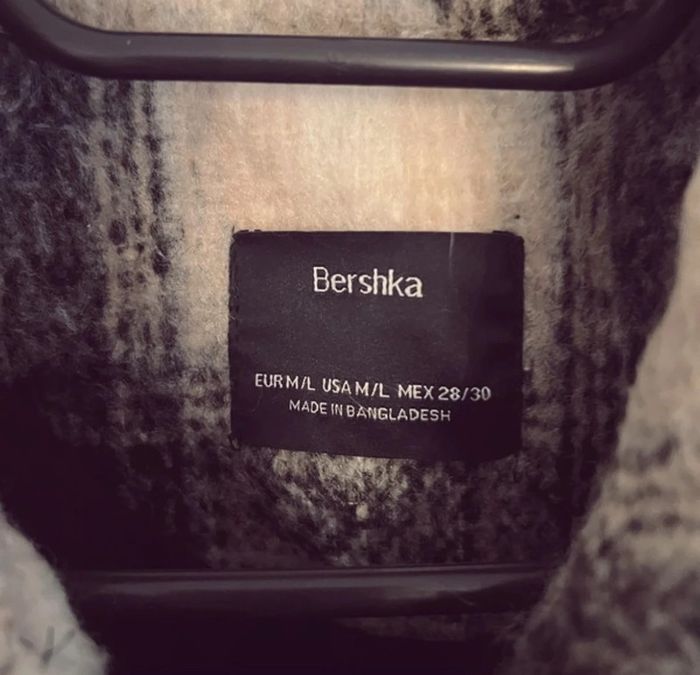 Bershka
EUR M/L USA M/L MEX 28/30
MADE IN BANGLADESH